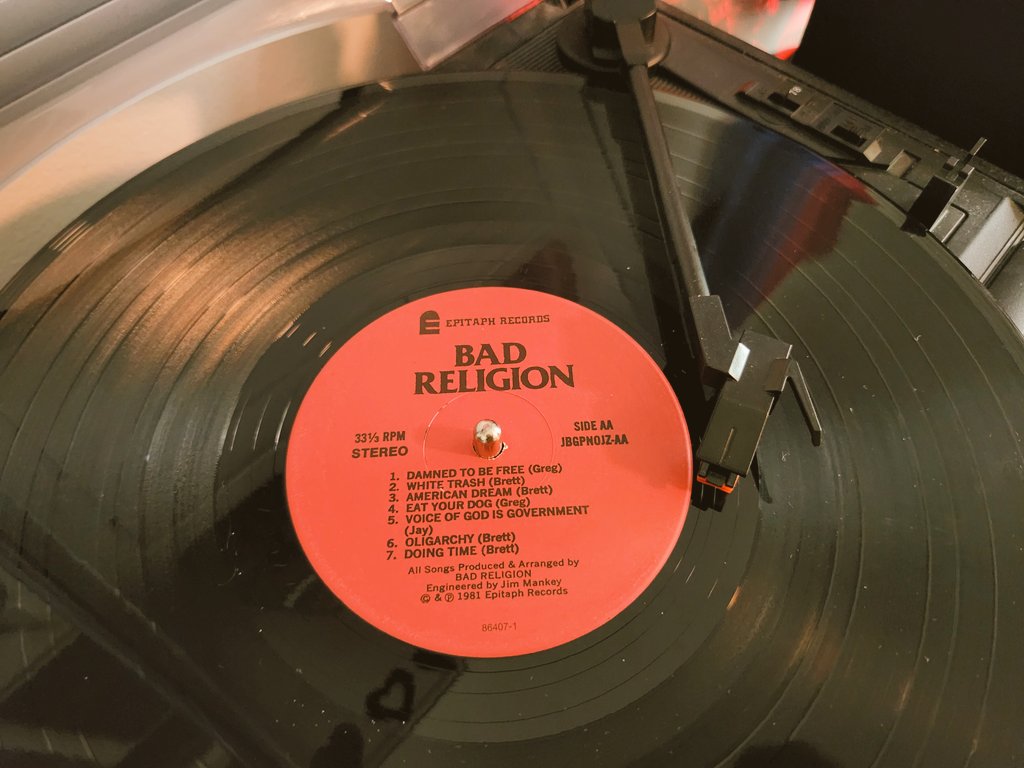 E EPITAPH RECORDS
BAD
RELIGION
33⅓ RPM
STEREO
SIDE AA
JBGPNOJZ-AA
1. DAMNED TO BE FREE (Greg)
2. WHITE TRASH (Brett)
3. AMERICAN DREAM (Brett)
4. EAT YOUR DOG (Greg)
5. VOICE OF GOD IS GOVERNMENT
(Jay)
6. OLIGARCHY (Brett)
7. DOING TIME (Brett)
All Songs Produced & Arranged by
BAD RELIGION
Engineered by Jim Mankey
© & ℗ 1981 Epitaph Records
86407-1